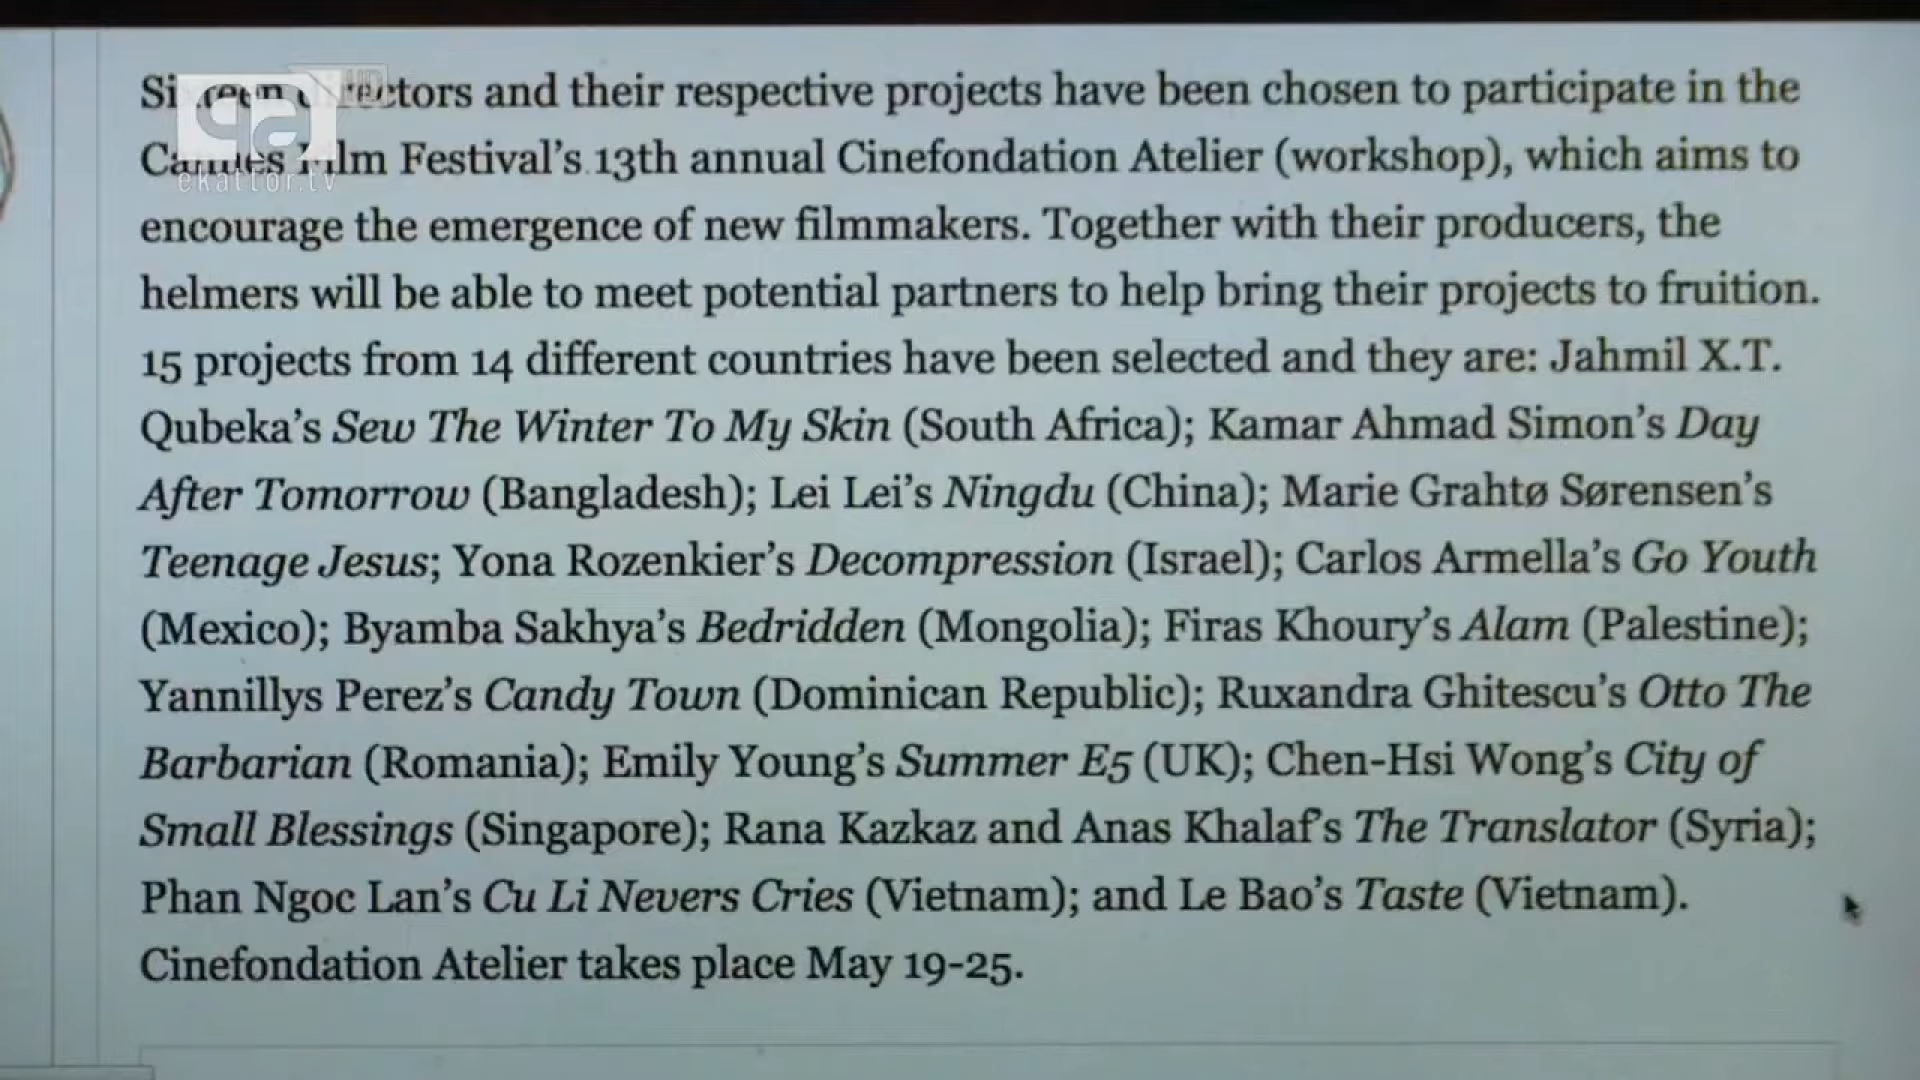 Sixteen directors and their respective projects have been chosen to participate in the
Cannes Film Festival’s 13th annual Cinefondation Atelier (workshop), which aims to
encourage the emergence of new filmmakers. Together with their producers, the
helmers will be able to meet potential partners to help bring their projects to fruition.
15 projects from 14 different countries have been selected and they are: Jahmil X.T.
Qubeka’s Sew The Winter To My Skin (South Africa); Kamar Ahmad Simon’s Day
After Tomorrow (Bangladesh); Lei Lei’s Ningdu (China); Marie Grahtø Sørensen’s
Teenage Jesus; Yona Rozenkier’s Decompression (Israel); Carlos Armella’s Go Youth
(Mexico); Byamba Sakhya’s Bedridden (Mongolia); Firas Khoury’s Alam (Palestine);
Yannillys Perez’s Candy Town (Dominican Republic); Ruxandra Ghitescu’s Otto The
Barbarian (Romania); Emily Young’s Summer E5 (UK); Chen-Hsi Wong’s City of
Small Blessings (Singapore); Rana Kazkaz and Anas Khalaf’s The Translator (Syria);
Phan Ngoc Lan’s Cu Li Nevers Cries (Vietnam); and Le Bao’s Taste (Vietnam).
Cinefondation Atelier takes place May 19-25.
HD
ekattor.tv